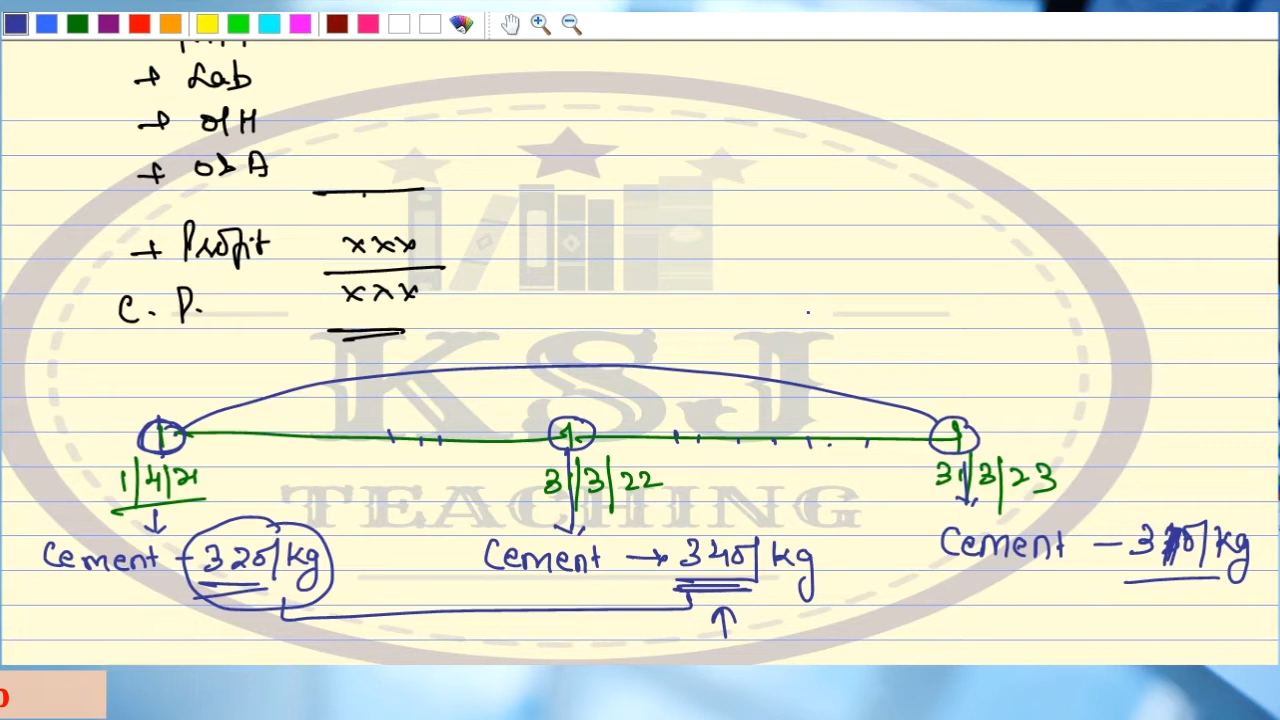 + Lab
+ O/H
+ O&A
+ Profit xxx
C. P. xxx
KSJ
TEACHING
1/4/21 31/3/22 31/3/23
Cement - 320/kg Cement → 340/kg Cement - /kg